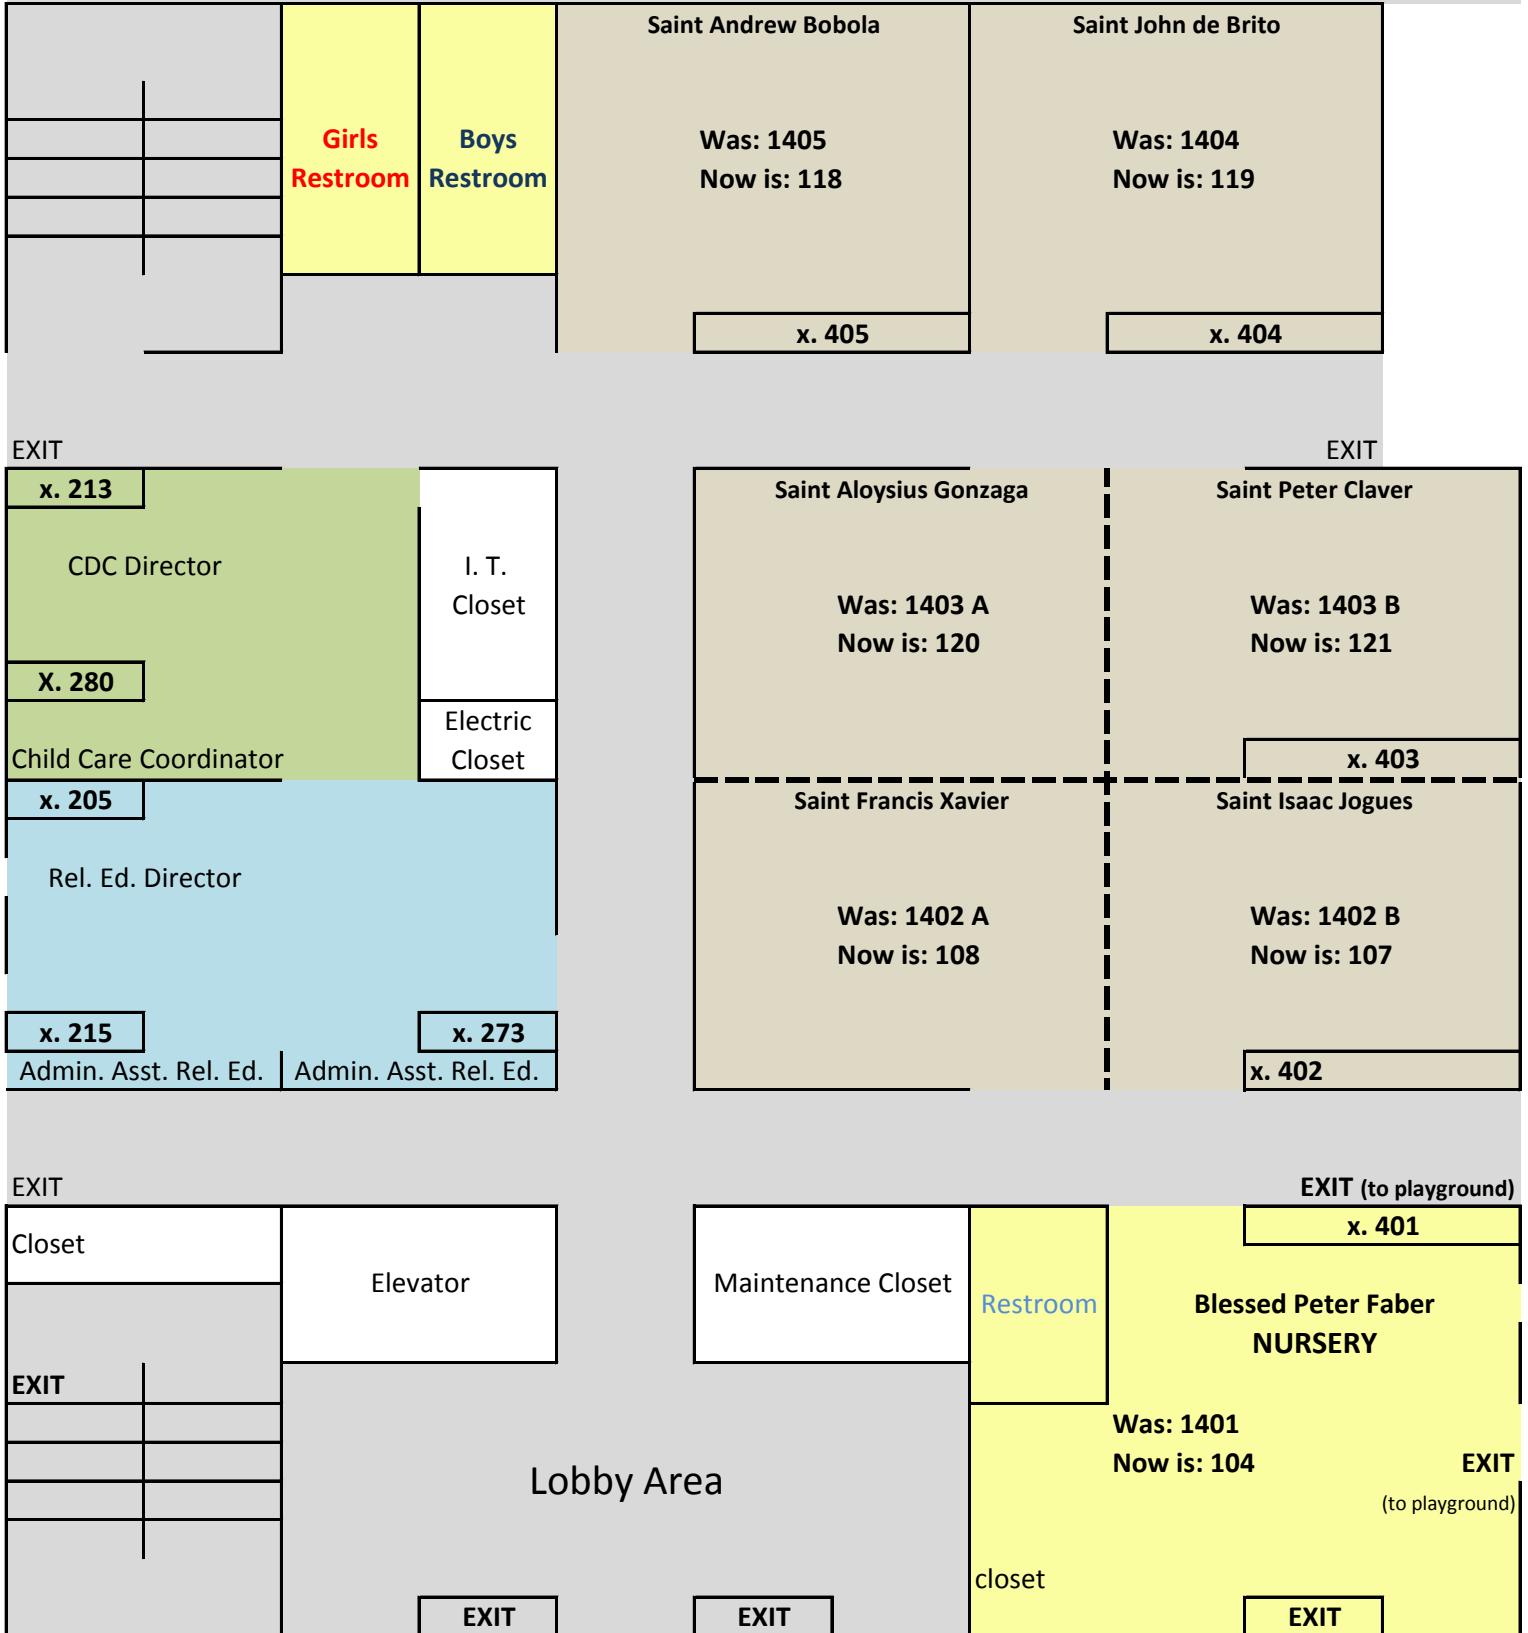 Saint Andrew Bobola
Saint John de Brito
Girls
Restroom
Boys
Restroom
Was: 1405
Now is: 118
Was: 1404
Now is: 119
x. 405
x. 404
EXIT
EXIT
x. 213
CDC Director
I. T.
Closet
X. 280
Child Care Coordinator
Electric
Closet
Saint Aloysius Gonzaga
Was: 1403 A
Now is: 120
Saint Peter Claver
Was: 1403 B
Now is: 121
x. 403
x. 205
Rel. Ed. Director
x. 215
Admin. Asst. Rel. Ed.
x. 273
Admin. Asst. Rel. Ed.
Saint Francis Xavier
Was: 1402 A
Now is: 108
Saint Isaac Jogues
Was: 1402 B
Now is: 107
x. 402
EXIT
EXIT (to playground)
Closet
Elevator
Maintenance Closet
Restroom
x. 401
Blessed Peter Faber
NURSERY
EXIT
Was: 1401
Now is: 104
EXIT
(to playground)
Lobby Area
closet
EXIT
EXIT
EXIT